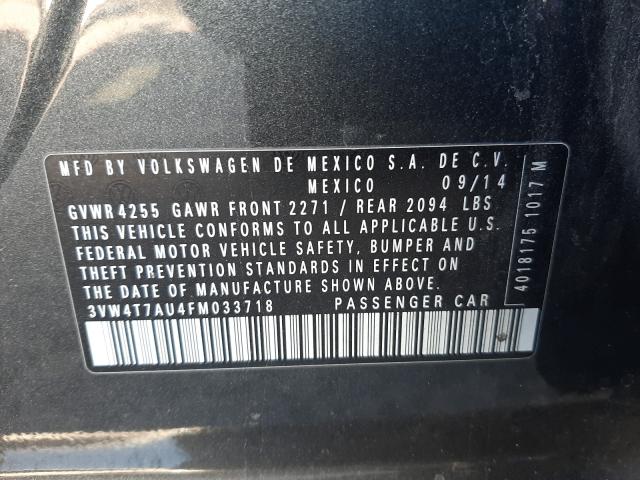 MFD BY VOLKSWAGEN DE MEXICO S.A. DE C.V.
MEXICO 09/14
GVWR 4255 GAWR FRONT 2271 / REAR 2094 LBS
THIS VEHICLE CONFORMS TO ALL APPLICABLE U.S.
FEDERAL MOTOR VEHICLE SAFETY, BUMPER AND
THEFT PREVENTION STANDARDS IN EFFECT ON
THE DATE OF MANUFACTURE SHOWN ABOVE.
3VW4T7AU4FM033718 PASSENGER CAR
4018175 1017 M